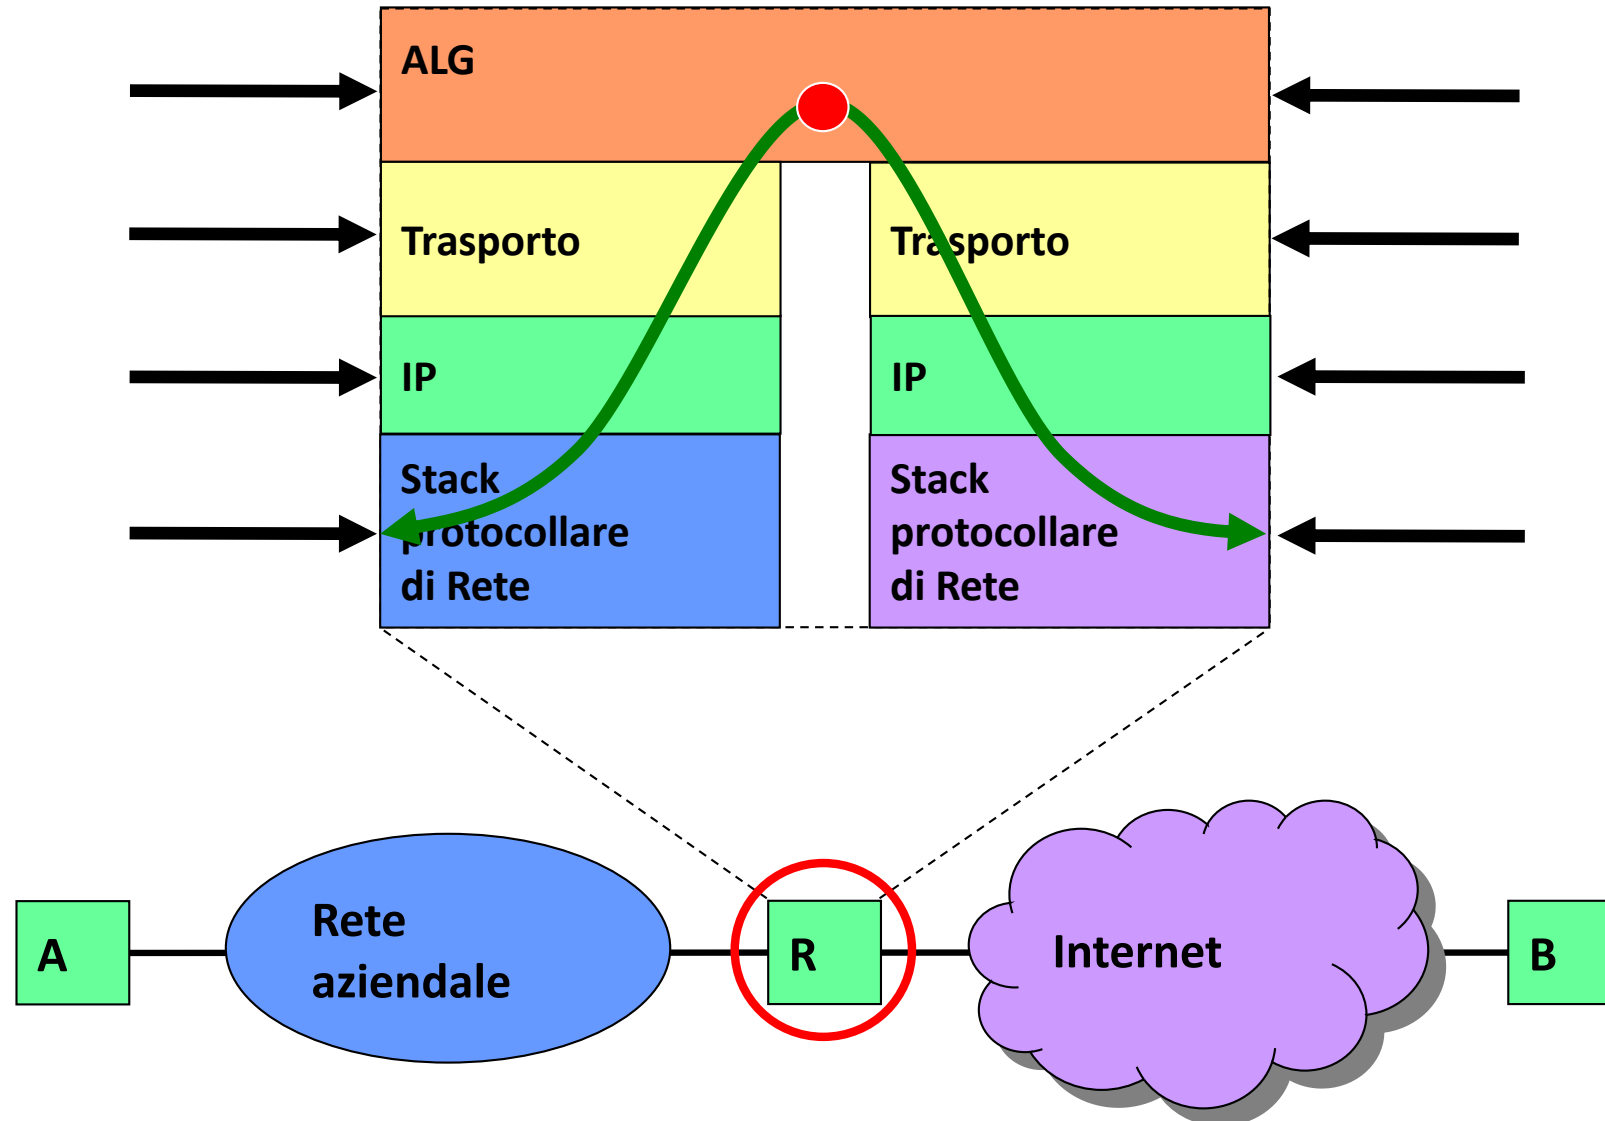 ALG
Trasporto
Trasporto
IP
IP
Stack
protocollare
di Rete
Stack
protocollare
di Rete
A
Rete
aziendale
R
Internet
B